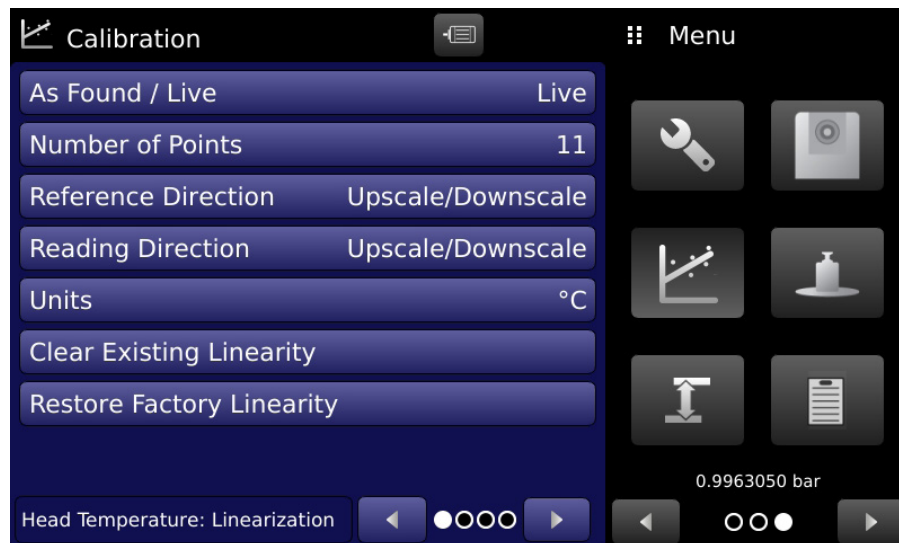 Calibration
Menu
As Found / Live Live
Number of Points 11
Reference Direction Upscale/Downscale
Reading Direction Upscale/Downscale
Units °C
Clear Existing Linearity
Restore Factory Linearity
0.9963050 bar
Head Temperature: Linearization